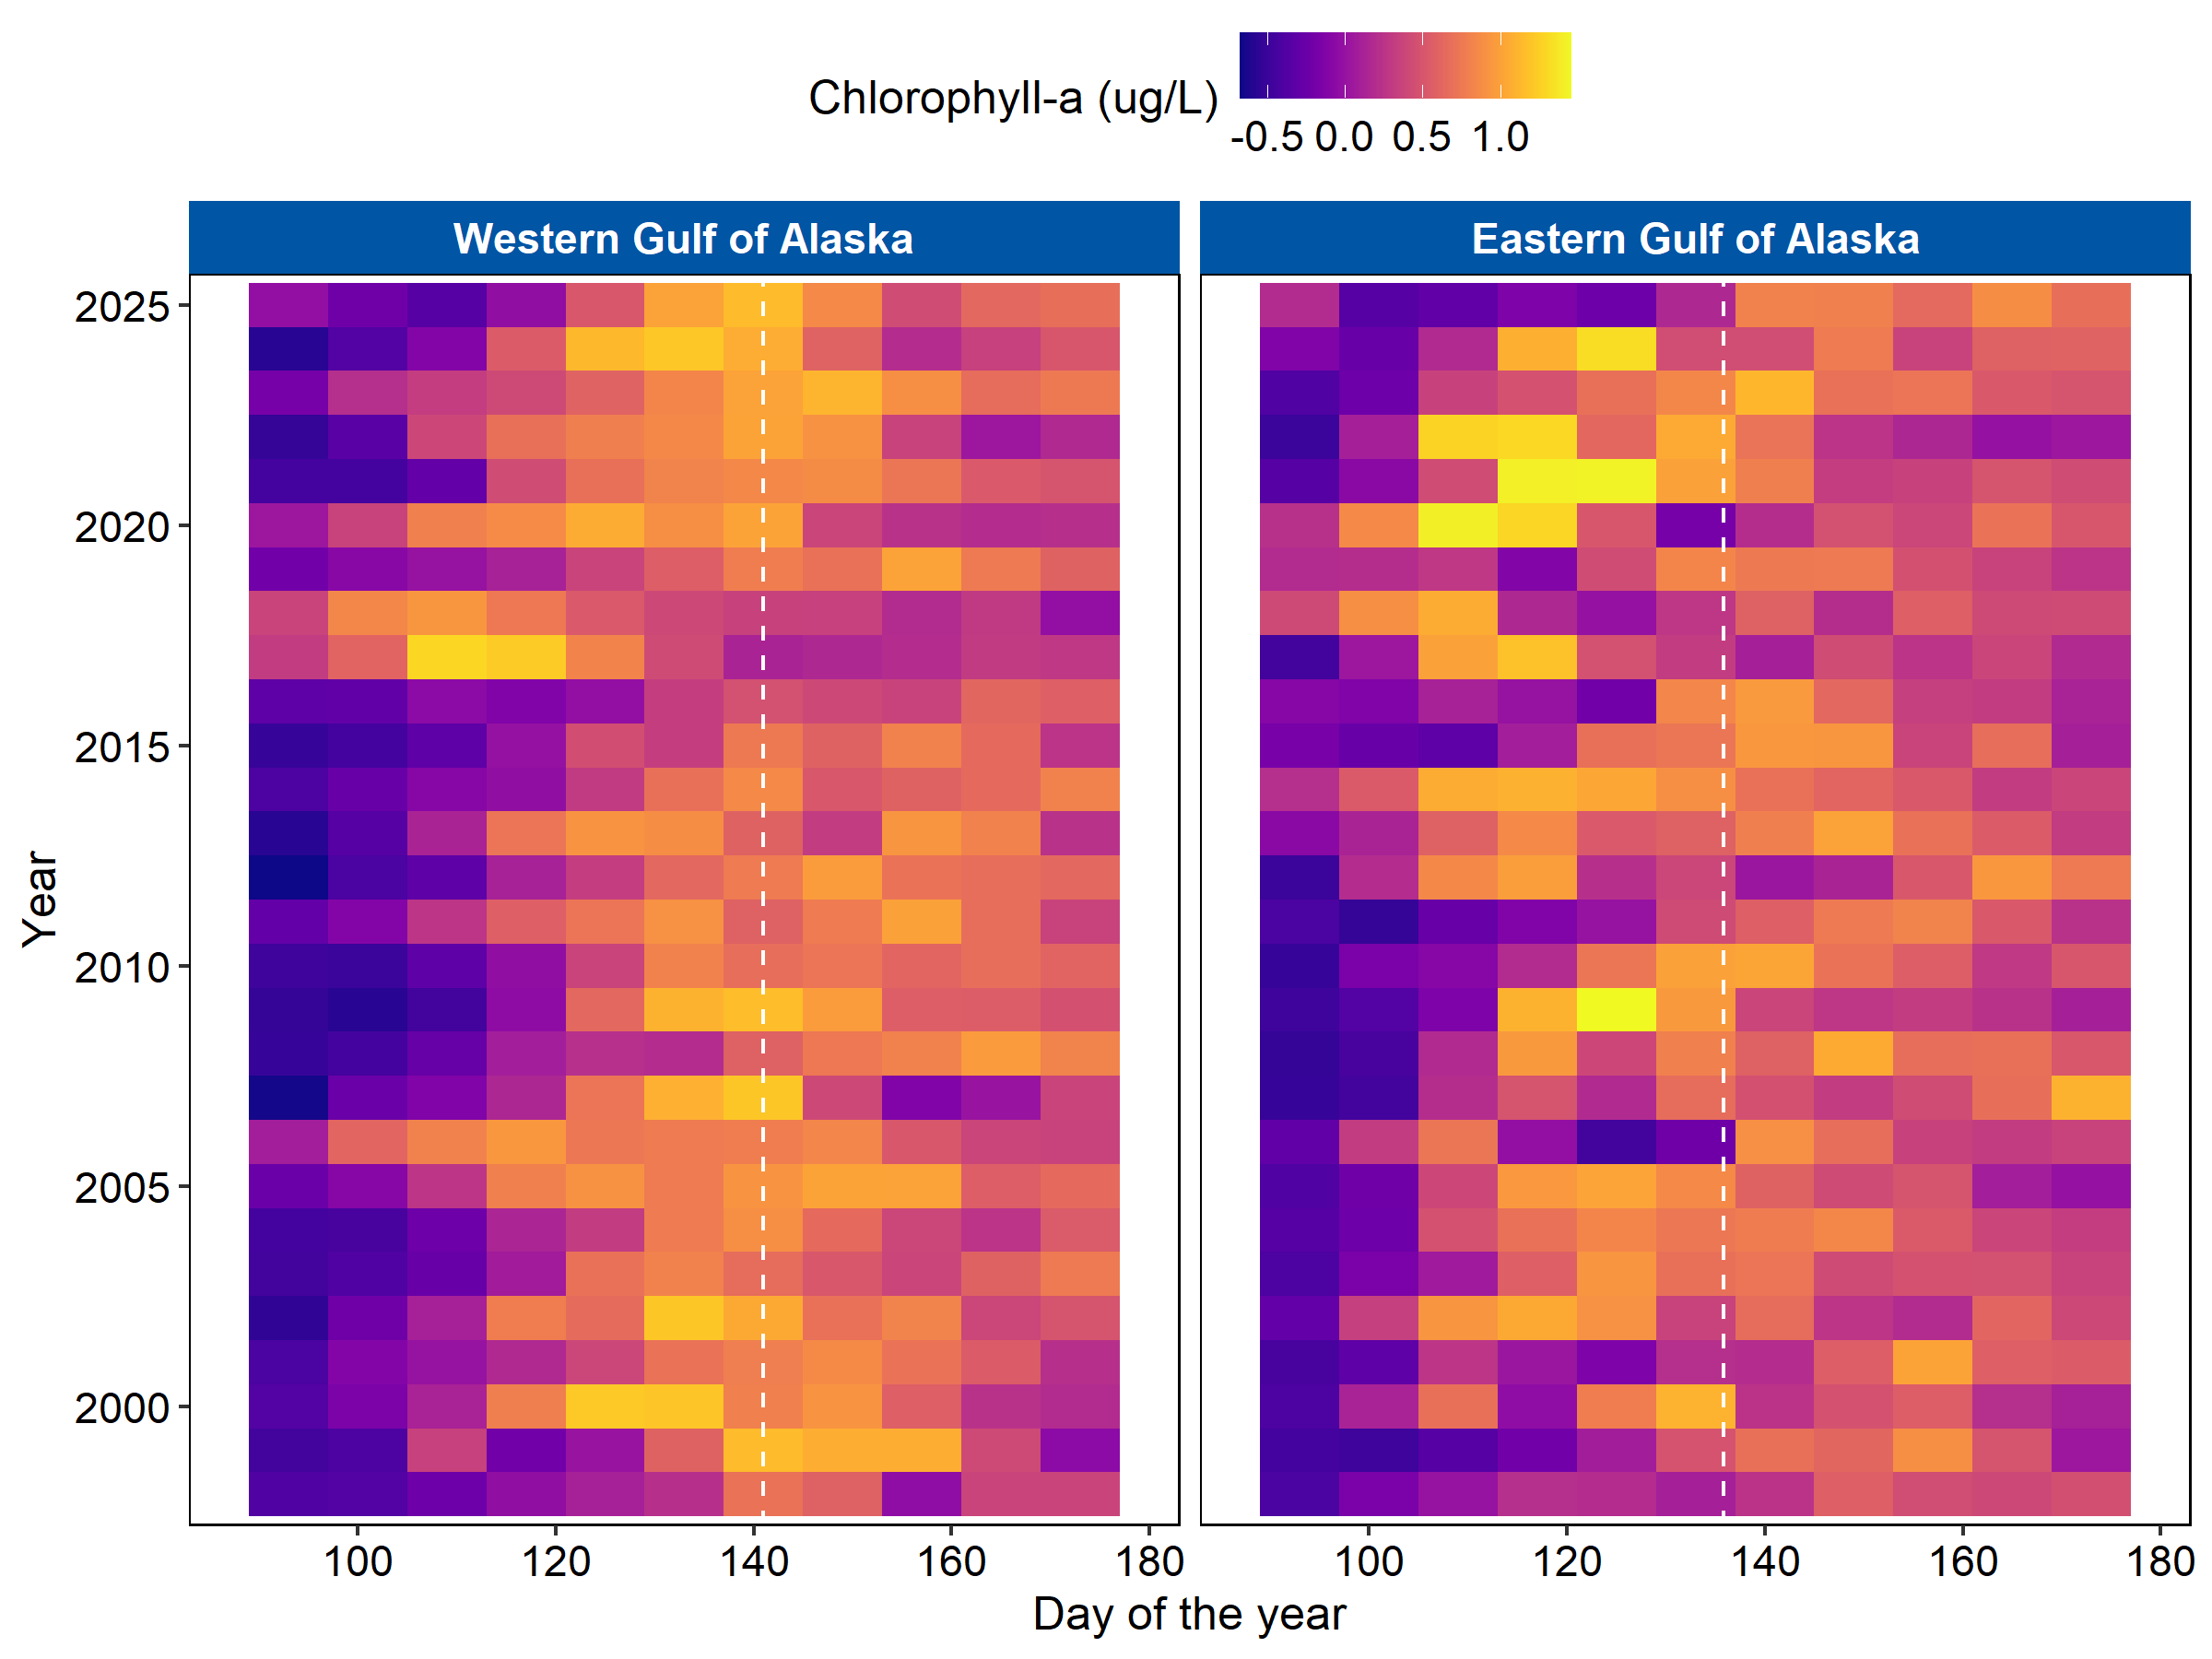 Chlorophyll-a (ug/L)
-0.5 0.0 0.5 1.0
Western Gulf of Alaska
Eastern Gulf of Alaska
Year
2025
2020
2015
2010
2005
2000
100 120 140 160 180
100 120 140 160 180
Day of the year